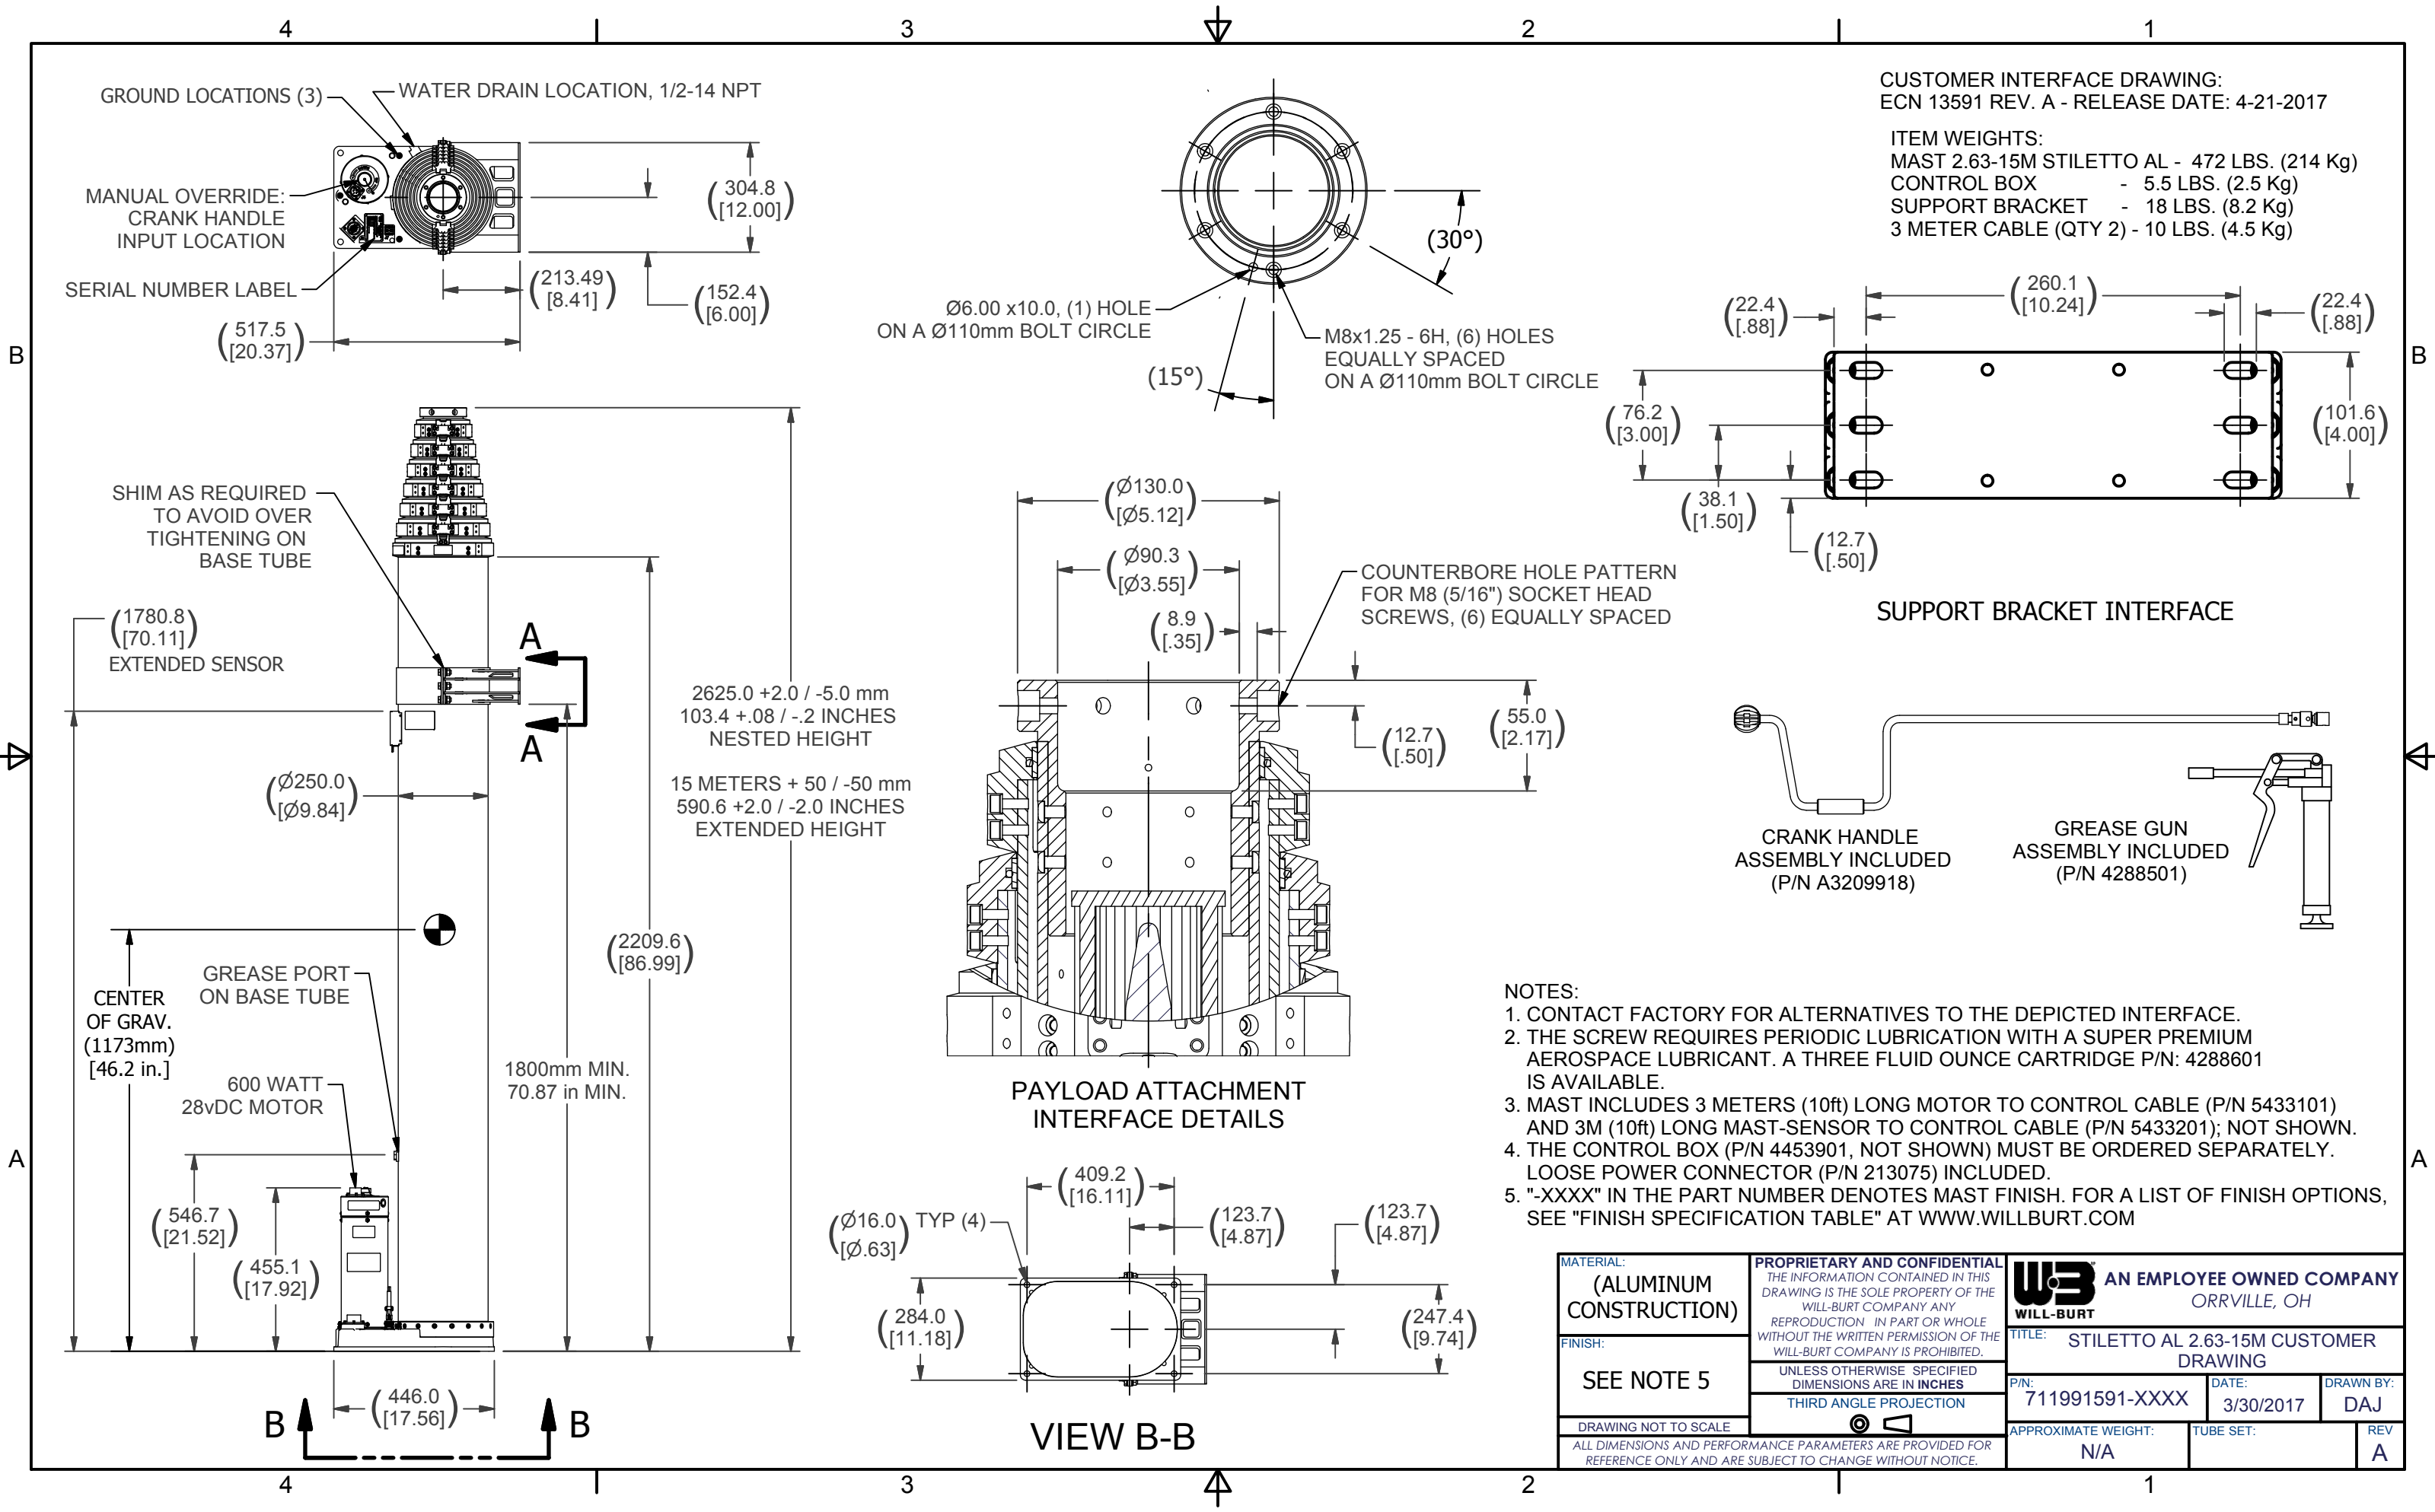 4
3
2
1
GROUND LOCATIONS (3)
WATER DRAIN LOCATION, 1/2-14 NPT
MANUAL OVERRIDE:
CRANK HANDLE
INPUT LOCATION
SERIAL NUMBER LABEL
(304.8
[12.00])
(213.49
[8.41])
(152.4
[6.00])
(517.5
[20.37])
Ø6.00 x10.0, (1) HOLE
ON A Ø110mm BOLT CIRCLE
(30°)
M8x1.25 - 6H, (6) HOLES
EQUALLY SPACED
ON A Ø110mm BOLT CIRCLE
(15°)
CUSTOMER INTERFACE DRAWING:
ECN 13591 REV. A - RELEASE DATE: 4-21-2017
ITEM WEIGHTS:
MAST 2.63-15M STILETTO AL - 472 LBS. (214 Kg)
CONTROL BOX - 5.5 LBS. (2.5 Kg)
SUPPORT BRACKET - 18 LBS. (8.2 Kg)
3 METER CABLE (QTY 2) - 10 LBS. (4.5 Kg)
(22.4
[.88])
(260.1
[10.24])
(22.4
[.88])
(76.2
[3.00])
(101.6
[4.00])
(38.1
[1.50])
(12.7
[.50])
SUPPORT BRACKET INTERFACE
B
B
SHIM AS REQUIRED
TO AVOID OVER
TIGHTENING ON
BASE TUBE
(1780.8
[70.11])
EXTENDED SENSOR
A
A
2625.0 +2.0 / -5.0 mm
103.4 +.08 / -.2 INCHES
NESTED HEIGHT
15 METERS + 50 / -50 mm
590.6 +2.0 / -2.0 INCHES
EXTENDED HEIGHT
(Ø250.0
[Ø9.84])
(2209.6
[86.99])
CENTER
OF GRAV.
(1173mm)
[46.2 in.]
GREASE PORT
ON BASE TUBE
600 WATT
28vDC MOTOR
1800mm MIN.
70.87 in MIN.
(546.7
[21.52])
(455.1
[17.92])
(446.0
[17.56])
B
B
(Ø130.0
[Ø5.12])
(Ø90.3
[Ø3.55])
(8.9
[.35])
COUNTERBORE HOLE PATTERN
FOR M8 (5/16") SOCKET HEAD
SCREWS, (6) EQUALLY SPACED
(12.7
[.50])
(55.0
[2.17])
PAYLOAD ATTACHMENT
INTERFACE DETAILS
(409.2
[16.11])
(Ø16.0
[Ø.63]) TYP (4)
(123.7
[4.87])
(123.7
[4.87])
(284.0
[11.18])
(247.4
[9.74])
VIEW B-B
CRANK HANDLE
ASSEMBLY INCLUDED
(P/N A3209918)
GREASE GUN
ASSEMBLY INCLUDED
(P/N 4288501)
NOTES:
1. CONTACT FACTORY FOR ALTERNATIVES TO THE DEPICTED INTERFACE.
2. THE SCREW REQUIRES PERIODIC LUBRICATION WITH A SUPER PREMIUM
AEROSPACE LUBRICANT. A THREE FLUID OUNCE CARTRIDGE P/N: 4288601
IS AVAILABLE.
3. MAST INCLUDES 3 METERS (10ft) LONG MOTOR TO CONTROL CABLE (P/N 5433101)
AND 3M (10ft) LONG MAST-SENSOR TO CONTROL CABLE (P/N 5433201); NOT SHOWN.
4. THE CONTROL BOX (P/N 4453901, NOT SHOWN) MUST BE ORDERED SEPARATELY.
LOOSE POWER CONNECTOR (P/N 213075) INCLUDED.
5. "-XXXX" IN THE PART NUMBER DENOTES MAST FINISH. FOR A LIST OF FINISH OPTIONS,
SEE "FINISH SPECIFICATION TABLE" AT WWW.WILLBURT.COM
A
A
MATERIAL:
(ALUMINUM
CONSTRUCTION)
FINISH:
SEE NOTE 5
DRAWING NOT TO SCALE
PROPRIETARY AND CONFIDENTIAL
THE INFORMATION CONTAINED IN THIS
DRAWING IS THE SOLE PROPERTY OF THE
WILL-BURT COMPANY ANY
REPRODUCTION IN PART OR WHOLE
WITHOUT THE WRITTEN PERMISSION OF THE
WILL-BURT COMPANY IS PROHIBITED.
UNLESS OTHERWISE SPECIFIED
DIMENSIONS ARE IN INCHES
THIRD ANGLE PROJECTION
ALL DIMENSIONS AND PERFORMANCE PARAMETERS ARE PROVIDED FOR
REFERENCE ONLY AND ARE SUBJECT TO CHANGE WITHOUT NOTICE.
WILL-BURT
AN EMPLOYEE OWNED COMPANY
ORRVILLE, OH
TITLE: STILETTO AL 2.63-15M CUSTOMER
DRAWING
P/N: 711991591-XXXX
DATE: 3/30/2017
DRAWN BY: DAJ
APPROXIMATE WEIGHT:
N/A
TUBE SET:
REV
A
4
3
2
1